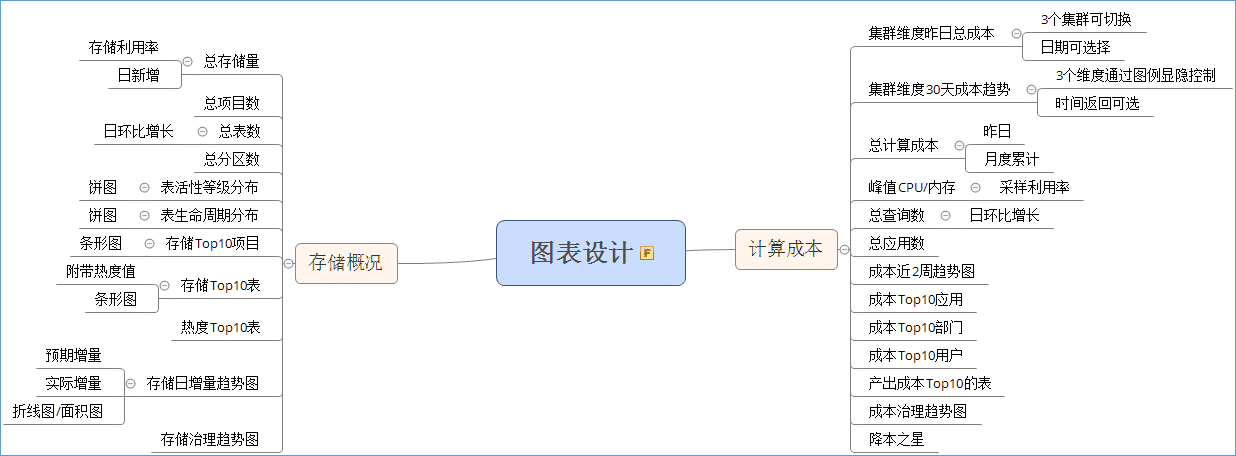 图表设计
F
存储概况
总存储量
存储利用率
日新增
总项目数
总表数
日环比增长
总分区数
表活性等级分布
饼图
表生命周期分布
饼图
存储Top10项目
条形图
存储Top10表
附带热度值
条形图
热度Top10表
存储日增量趋势图
预期增量
实际增量
折线图/面积图
存储治理趋势图
计算成本
集群维度昨日总成本
3个集群可切换
日期可选择
集群维度30天成本趋势
3个维度通过图例显隐控制
时间返回可选
总计算成本
昨日
月度累计
峰值CPU/内存
采样利用率
总查询数
日环比增长
总应用数
成本近2周趋势图
成本Top10应用
成本Top10部门
成本Top10用户
产出成本Top10的表
成本治理趋势图
降本之星